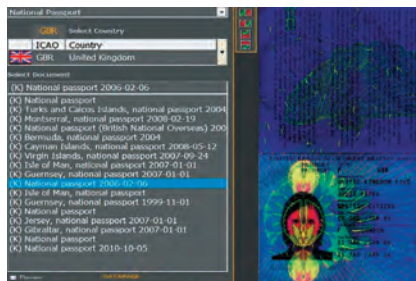 National Passport
GBR Select Country
ICAO Country
GBR United Kingdom
Select Document
(K) National passport 2006-02-06
(K) National passport
(K) Turks and Caicos Islands, national passport 2004
(K) Montserrat, national passport 2008-02-19
(K) National passport (British National Overseas) 200
(K) Bermuda, national passport 2004
(K) Cayman Islands, national passport 2008-05-12
(K) Virgin Islands, national passport 2007-09-24
(K) Isle of Man, national passport 2007-01-01
(K) Guernsey, national passport 2007-01-01
(K) National passport 2006-02-06
(K) Isle of Man, national passport
(K) Guernsey, national passport 1999-11-01
(K) National passport
(K) Jersey, national passport 2007-01-01
(K) Gibraltar, national passport 2007-01-01
(K) National passport
(K) National passport 2010-10-05
GBR